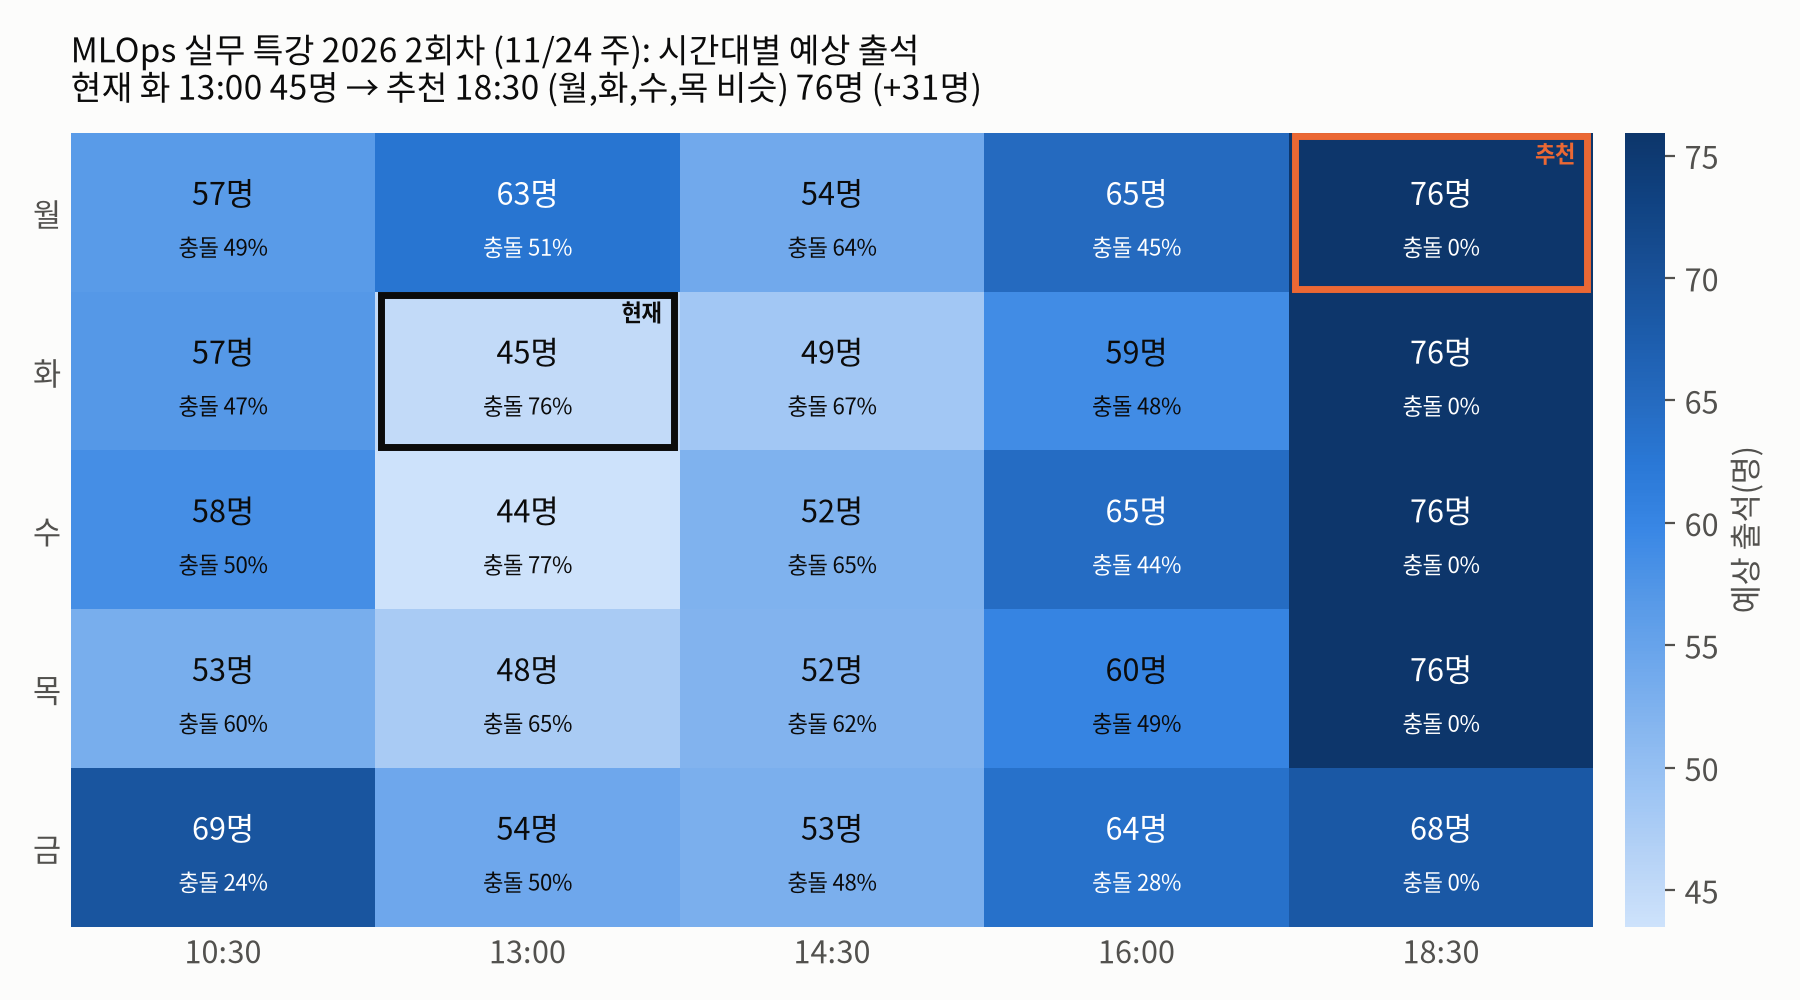 MLOps 실무 특강 2026 2회차 (11/24 주): 시간대별 예상 출석
현재 화 13:00 45명 → 추천 18:30 (월,화,수,목 비슷) 76명 (+31명)
추천
월 57명 63명 54명 65명 76명
충돌 49% 충돌 51% 충돌 64% 충돌 45% 충돌 0%
현재
화 57명 45명 49명 59명 76명
충돌 47% 충돌 76% 충돌 67% 충돌 48% 충돌 0%
수 58명 44명 52명 65명 76명
충돌 50% 충돌 77% 충돌 65% 충돌 44% 충돌 0%
목 53명 48명 52명 60명 76명
충돌 60% 충돌 65% 충돌 62% 충돌 49% 충돌 0%
금 69명 54명 53명 64명 68명
충돌 24% 충돌 50% 충돌 48% 충돌 28% 충돌 0%
10:30 13:00 14:30 16:00 18:30
75
70
65
60
55
50
45
예상 출석(명)